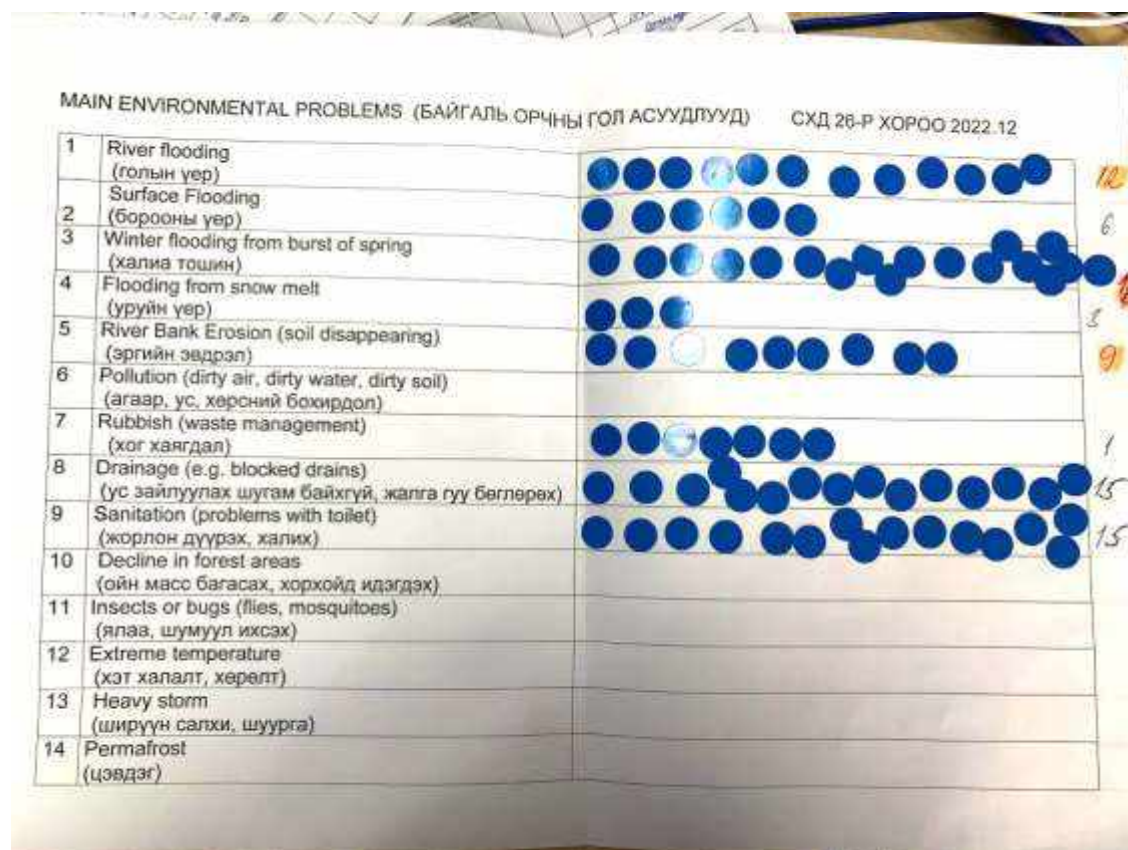 MAIN ENVIRONMENTAL PROBLEMS (БАЙГАЛЬ ОРЧНЫ ГОЛ АСУУДЛУУД) СХД 26-Р ХОРОО 2022.12
1 River flooding
(голын үер) 12
Surface Flooding
2 (борооны үер) 6
3 Winter flooding from burst of spring
(халиа тошин)
4 Flooding from snow melt
(уруйн үер) 3
5 River Bank Erosion (soil disappearing)
(эргийн эвдрэл) 9
6 Pollution (dirty air, dirty water, dirty soil)
(агаар, ус, хөрсний бохирдол)
7 Rubbish (waste management)
(хог хаягдал)
8 Drainage (e.g. blocked drains)
(ус зайлуулах шугам байхгүй, жалга гуу бөглөрөх) 15
9 Sanitation (problems with toilet)
(жорлон дүүрэх, халих) 15
10 Decline in forest areas
(ойн масс багасах, хорхойд идэгдэх)
11 Insects or bugs (flies, mosquitoes)
(ялаа, шумуул ихсэх)
12 Extreme temperature
(хэт халалт, хөрөлт)
13 Heavy storm
(ширүүн салхи, шуурга)
14 Permafrost
(цэвдэг)